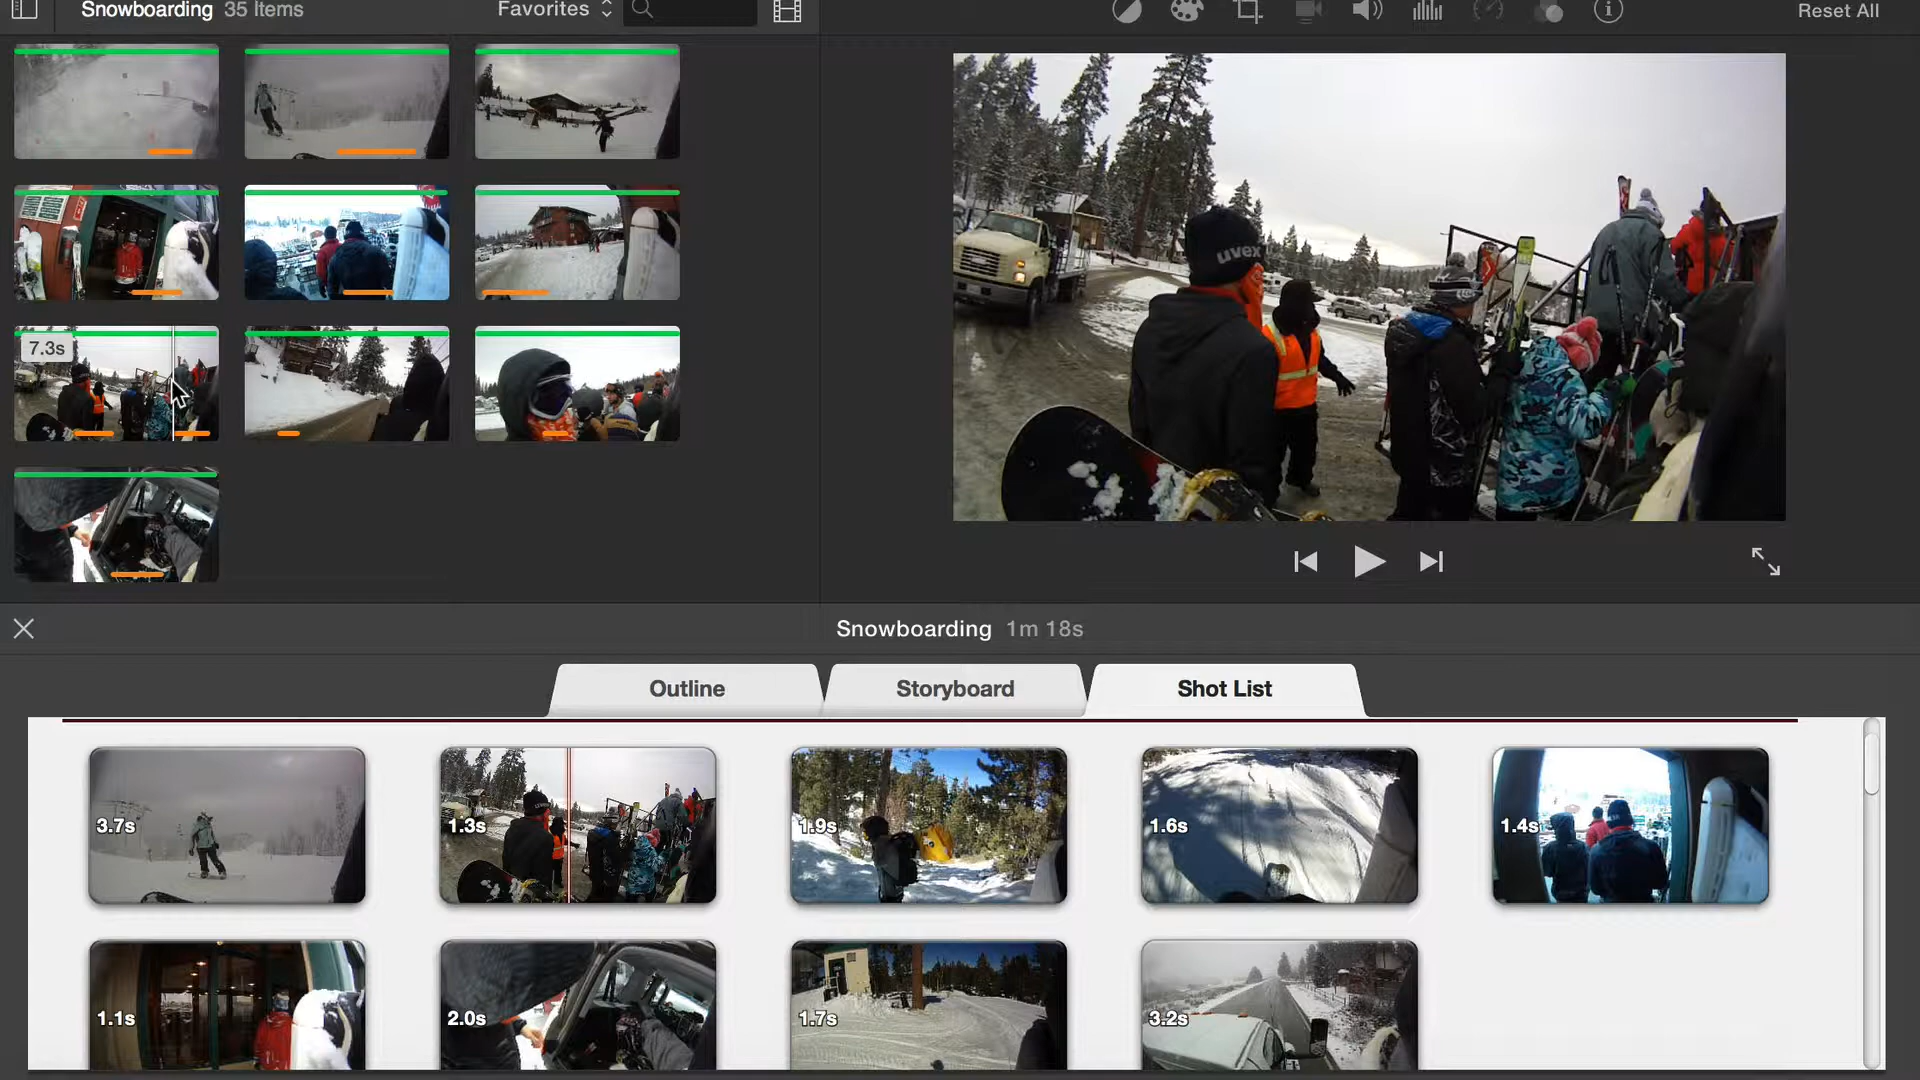 Snowboarding 35 Items
Favorites
Reset All
uvex
7.3s
Snowboarding 1m 18s
Outline
Storyboard
Shot List
3.7s
1.3s
1.9s
1.6s
1.4s
1.1s
2.0s
1.7s
3.2s